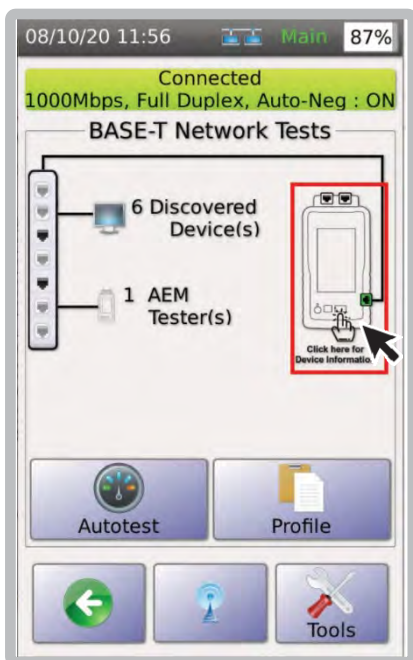 08/10/20 11:56 Main 87%
Connected
1000Mbps, Full Duplex, Auto-Neg : ON
BASE-T Network Tests
6 Discovered
Device(s)
1 AEM
Tester(s)
Click here for
Device Information
Autotest
Profile
Tools